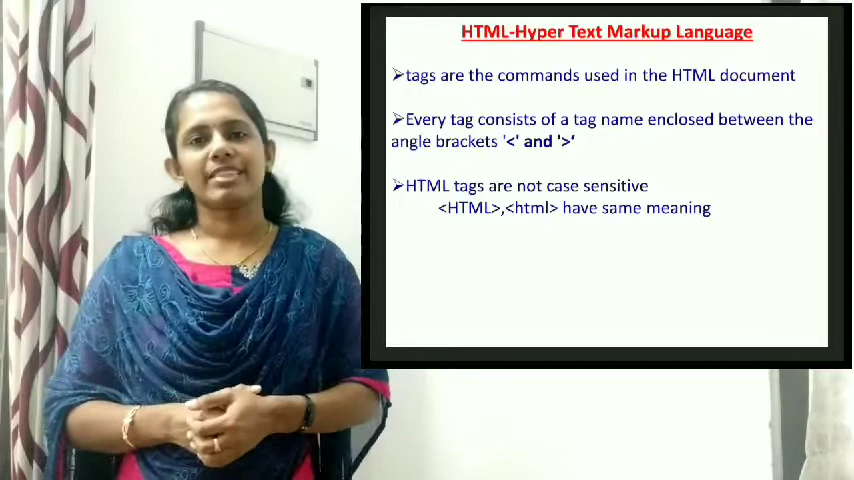 HTML-Hyper Text Markup Language
➢tags are the commands used in the HTML document
➢Every tag consists of a tag name enclosed between the
angle brackets '<' and '>‘
➢HTML tags are not case sensitive
<HTML>,<html> have same meaning